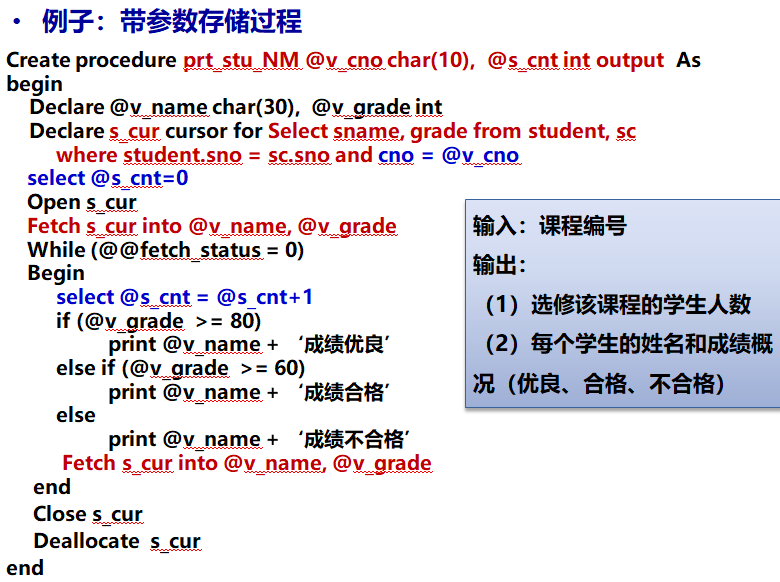 • 例子：带参数存储过程
Create procedure prt_stu_NM @v_cno char(10), @s_cnt int output As
begin
Declare @v_name char(30), @v_grade int
Declare s_cur cursor for Select sname, grade from student, sc
where student.sno = sc.sno and cno = @v_cno
select @s_cnt=0
Open s_cur
Fetch s_cur into @v_name, @v_grade
While (@@fetch_status = 0)
Begin
select @s_cnt = @s_cnt+1
if (@v_grade >= 80)
print @v_name + ‘成绩优良’
else if (@v_grade >= 60)
print @v_name + ‘成绩合格’
else
print @v_name + ‘成绩不合格’
Fetch s_cur into @v_name, @v_grade
end
Close s_cur
Deallocate s_cur
end
输入：课程编号
输出：
（1）选修该课程的学生人数
（2）每个学生的姓名和成绩概
况（优良、合格、不合格）